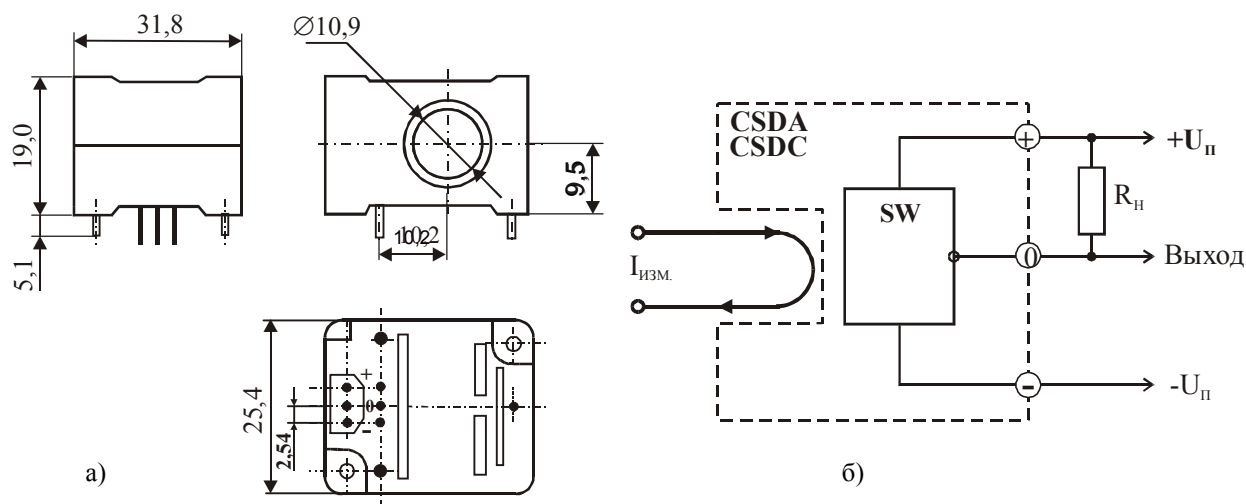 31,8
19,0
5,1
∅10,9
9,5
10,2
25,4
2,54
+
0
-
а)
CSDA
CSDC
SW
Iизм.
+
0
-
Rн
+Uп
Выход
-Uп
б)